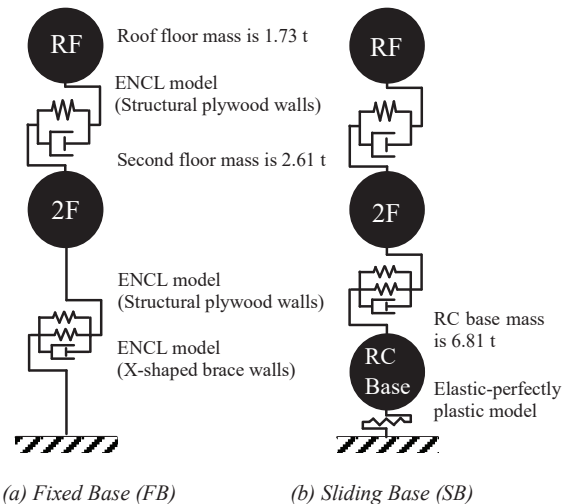 RF
Roof floor mass is 1.73 t
RF
ENCL model
(Structural plywood walls)
Second floor mass is 2.61 t
2F
2F
ENCL model
(Structural plywood walls)
ENCL model
(X-shaped brace walls)
RC base mass
is 6.81 t
RC
Base
Elastic-perfectly
plastic model
(a) Fixed Base (FB)
(b) Sliding Base (SB)